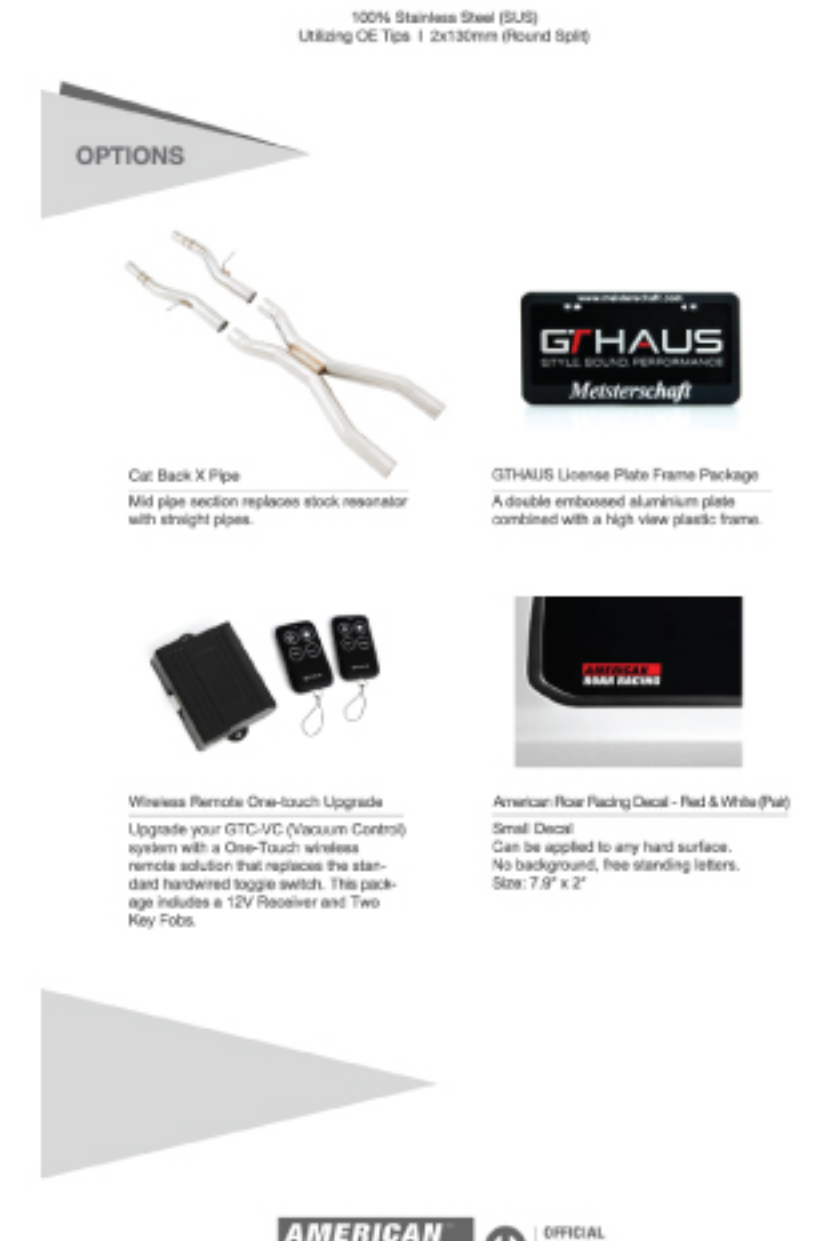 100% Stainless Steel (SUS)
Utilizing OE Tips I 2x130mm (Round Split)
OPTIONS
www.meisterschaft.com
GTHAUS
STYLE, SOUND, PERFORMANCE
Meisterschaft
Cat Back X Pipe
Mid pipe section replaces stock resonator
with straight pipes.
GTHAUS License Plate Frame Package
A double embossed aluminium plate
combined with a high view plastic frame.
AMERICAN
ROAR RACING
Wireless Remote One-touch Upgrade
Upgrade your GTC-VC (Vacuum Control)
system with a One-Touch wireless
remote solution that replaces the stan-
dard hardwired toggle switch. This pack-
age includes a 12V Receiver and Two
Key Fobs.
American Roar Racing Decal - Red & White (Pair)
Small Decal
Can be applied to any hard surface.
No background, free standing letters.
Size: 7.9" x 2"
AMERICAN
OFFICIAL